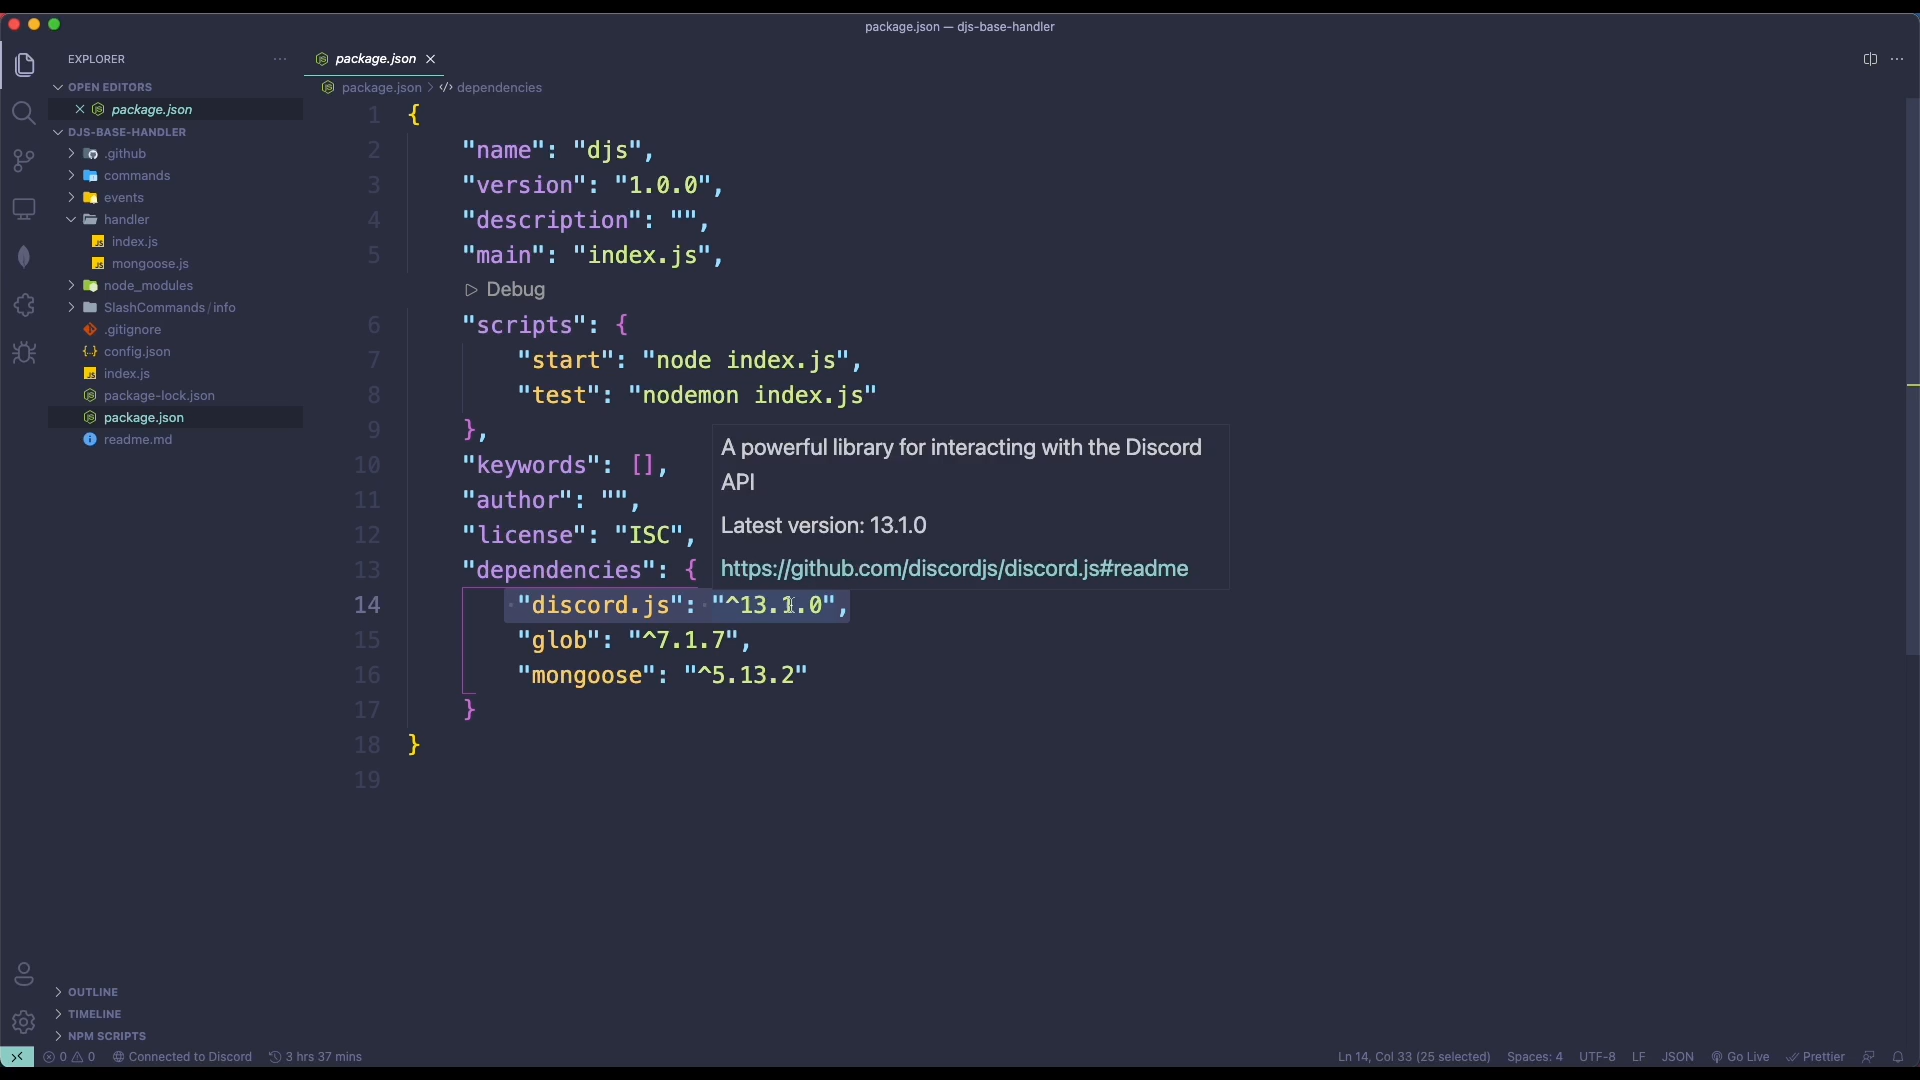 package.json — djs-base-handler
EXPLORER
OPEN EDITORS
package.json
DJS-BASE-HANDLER
.github
commands
events
handler
index.js
mongoose.js
node_modules
SlashCommands/info
.gitignore
config.json
index.js
package-lock.json
package.json
readme.md
OUTLINE
TIMELINE
NPM SCRIPTS
package.json
package.json > dependencies
1 {
2 "name": "djs",
3 "version": "1.0.0",
4 "description": "",
5 "main": "index.js",
Debug
6 "scripts": {
7 "start": "node index.js",
8 "test": "nodemon index.js"
9 },
10 "keywords": [],
11 "author": "",
12 "license": "ISC",
13 "dependencies": {
14 "discord.js": "^13.1.0",
15 "glob": "^7.1.7",
16 "mongoose": "^5.13.2"
17 }
18 }
19
A powerful library for interacting with the Discord
API
Latest version: 13.1.0
https://github.com/discordjs/discord.js#readme
0 0 Connected to Discord 3 hrs 37 mins Ln 14, Col 33 (25 selected) Spaces: 4 UTF-8 LF JSON Go Live Prettier